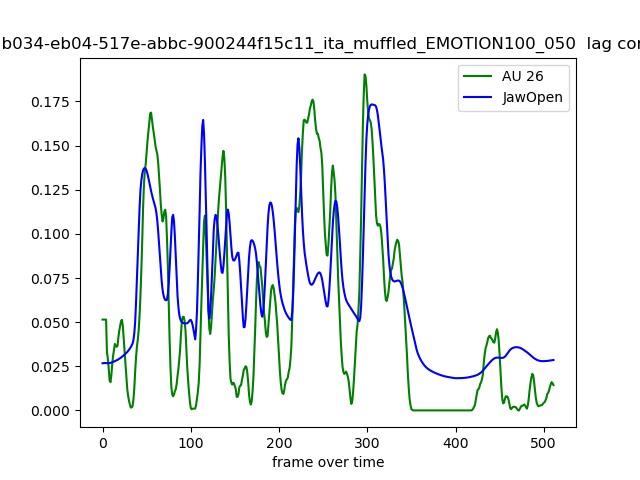 b034-eb04-517e-abbc-900244f15c11_ita_muffled_EMOTION100_050 lag cor
AU 26
JawOpen
0.175
0.150
0.125
0.100
0.075
0.050
0.025
0.000
0 100 200 300 400 500
frame over time